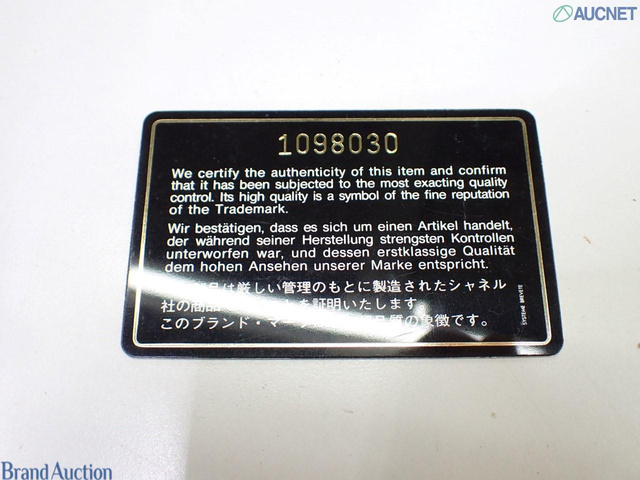 AUCNET
1098030
We certify the authenticity of this item and confirm
that it has been subjected to the most exacting quality
control. Its high quality is a symbol of the fine reputation
of the Trademark.
Wir bestätigen, dass es sich um einen Artikel handelt,
der während seiner Herstellung strengsten Kontrollen
unterworfen war, und dessen erstklassige Qualität
dem hohen Ansehen unserer Marke entspricht.
は厳しい管理のもとに製造されたシャネル
社の商品 を証明いたします。
このブランド・マー 品質の象徴です。
SYSTEME BREVETE
Brand Auction